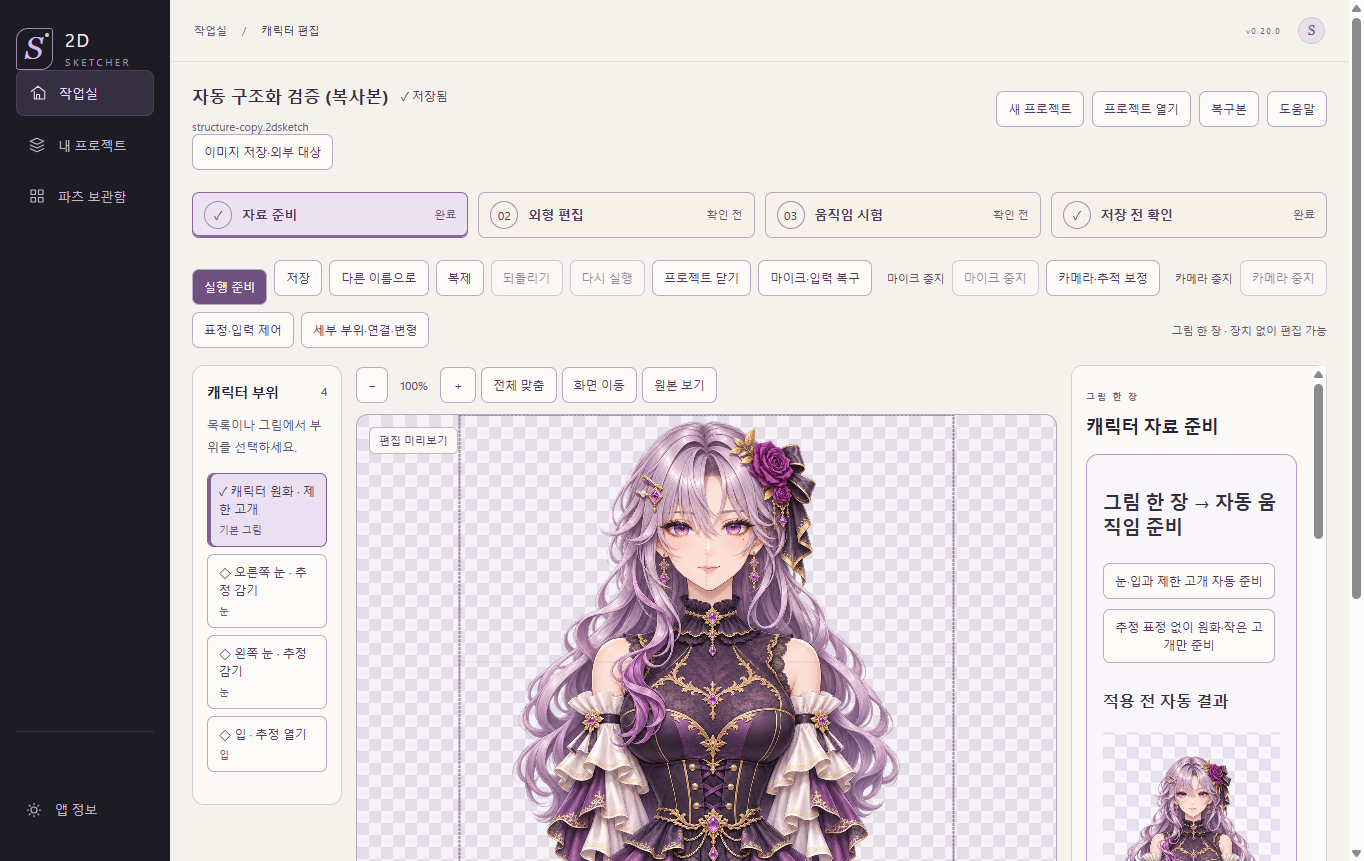 S
2D
SKETCHER
작업실
내 프로젝트
파츠 보관함
앱 정보
작업실 / 캐릭터 편집
v0.20.0
S
자동 구조화 검증 (복사본) ✓ 저장됨
structure-copy.2dsketch
이미지 저장·외부 대상
새 프로젝트
프로젝트 열기
복구본
도움말
✓ 자료 준비 완료
02 외형 편집 확인 전
03 움직임 시험 확인 전
✓ 저장 전 확인 완료
실행 준비
저장
다른 이름으로
복제
되돌리기
다시 실행
프로젝트 닫기
마이크·입력 복구
마이크 중지
마이크 중지
카메라·추적 보정
카메라 중지
카메라 중지
표정·입력 제어
세부 부위·연결·변형
그림 한 장 · 장치 없이 편집 가능
캐릭터 부위 4
목록이나 그림에서 부
위를 선택하세요.
✓ 캐릭터 원화 · 제
한 고개
기본 그림
◇ 오른쪽 눈 · 추
정 감기
눈
◇ 왼쪽 눈 · 추정
감기
눈
◇ 입 · 추정 열기
입
−
100%
+
전체 맞춤
화면 이동
원본 보기
편집 미리보기
그림 한 장
캐릭터 자료 준비
그림 한 장 → 자동 움
직임 준비
눈·입과 제한 고개 자동 준비
추정 표정 없이 원화·작은 고
개만 준비
적용 전 자동 결과